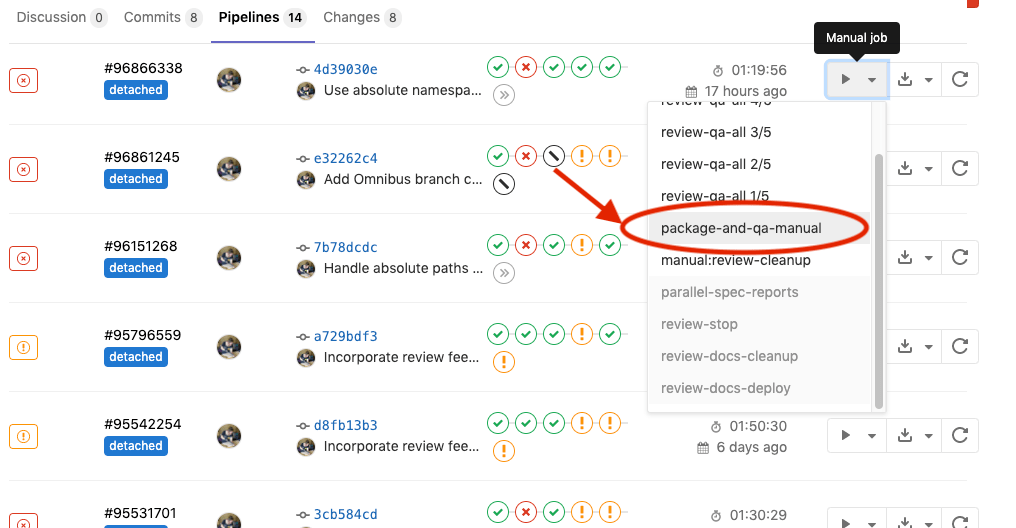 Discussion 0 Commits 8 Pipelines 14 Changes 8
Manual job
#96866338
detached
4d39030e
Use absolute namespa...
01:19:56
17 hours ago
review-qa-all 4/5
review-qa-all 3/5
review-qa-all 2/5
review-qa-all 1/5
package-and-qa-manual
manual:review-cleanup
parallel-spec-reports
review-stop
review-docs-cleanup
review-docs-deploy
#96861245
detached
e32262c4
Add Omnibus branch c...
#96151268
detached
7b78dcdc
Handle absolute paths ...
#95796559
detached
a729bdf3
Incorporate review fee...
#95542254
detached
d8fb13b3
Incorporate review fee...
01:50:30
6 days ago
#95531701
3cb584cd
01:30:29